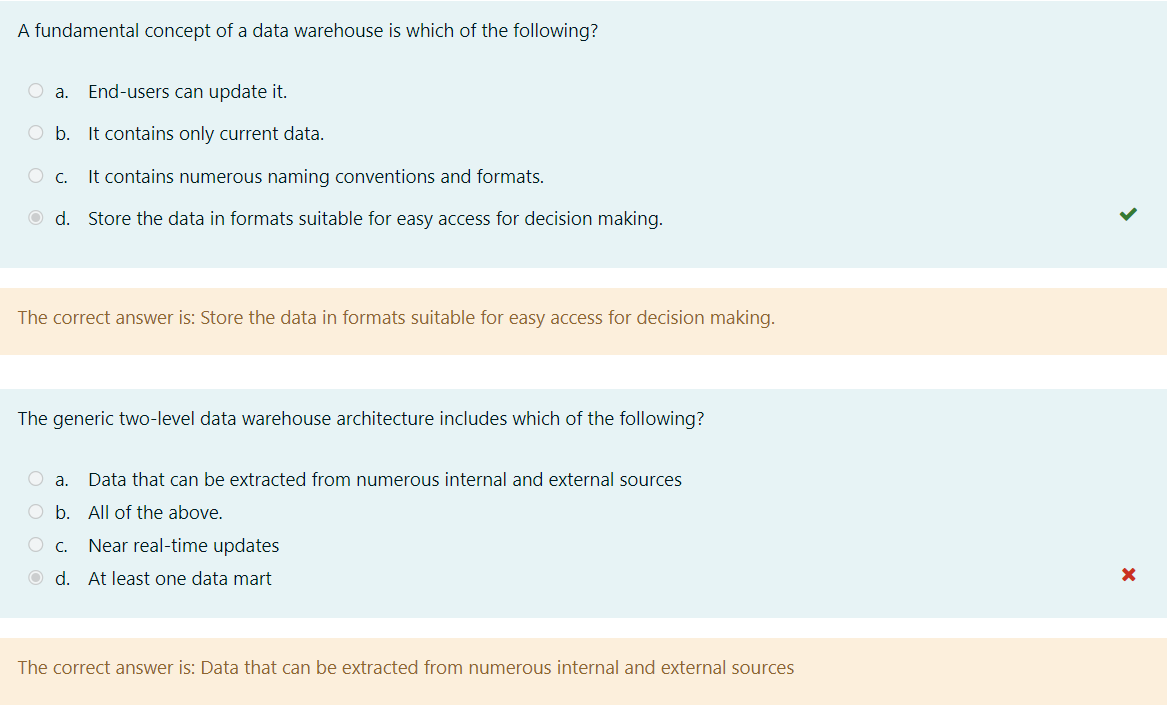 A fundamental concept of a data warehouse is which of the following?
a. End-users can update it.
b. It contains only current data.
c. It contains numerous naming conventions and formats.
d. Store the data in formats suitable for easy access for decision making.
The correct answer is: Store the data in formats suitable for easy access for decision making.
The generic two-level data warehouse architecture includes which of the following?
a. Data that can be extracted from numerous internal and external sources
b. All of the above.
c. Near real-time updates
d. At least one data mart
The correct answer is: Data that can be extracted from numerous internal and external sources